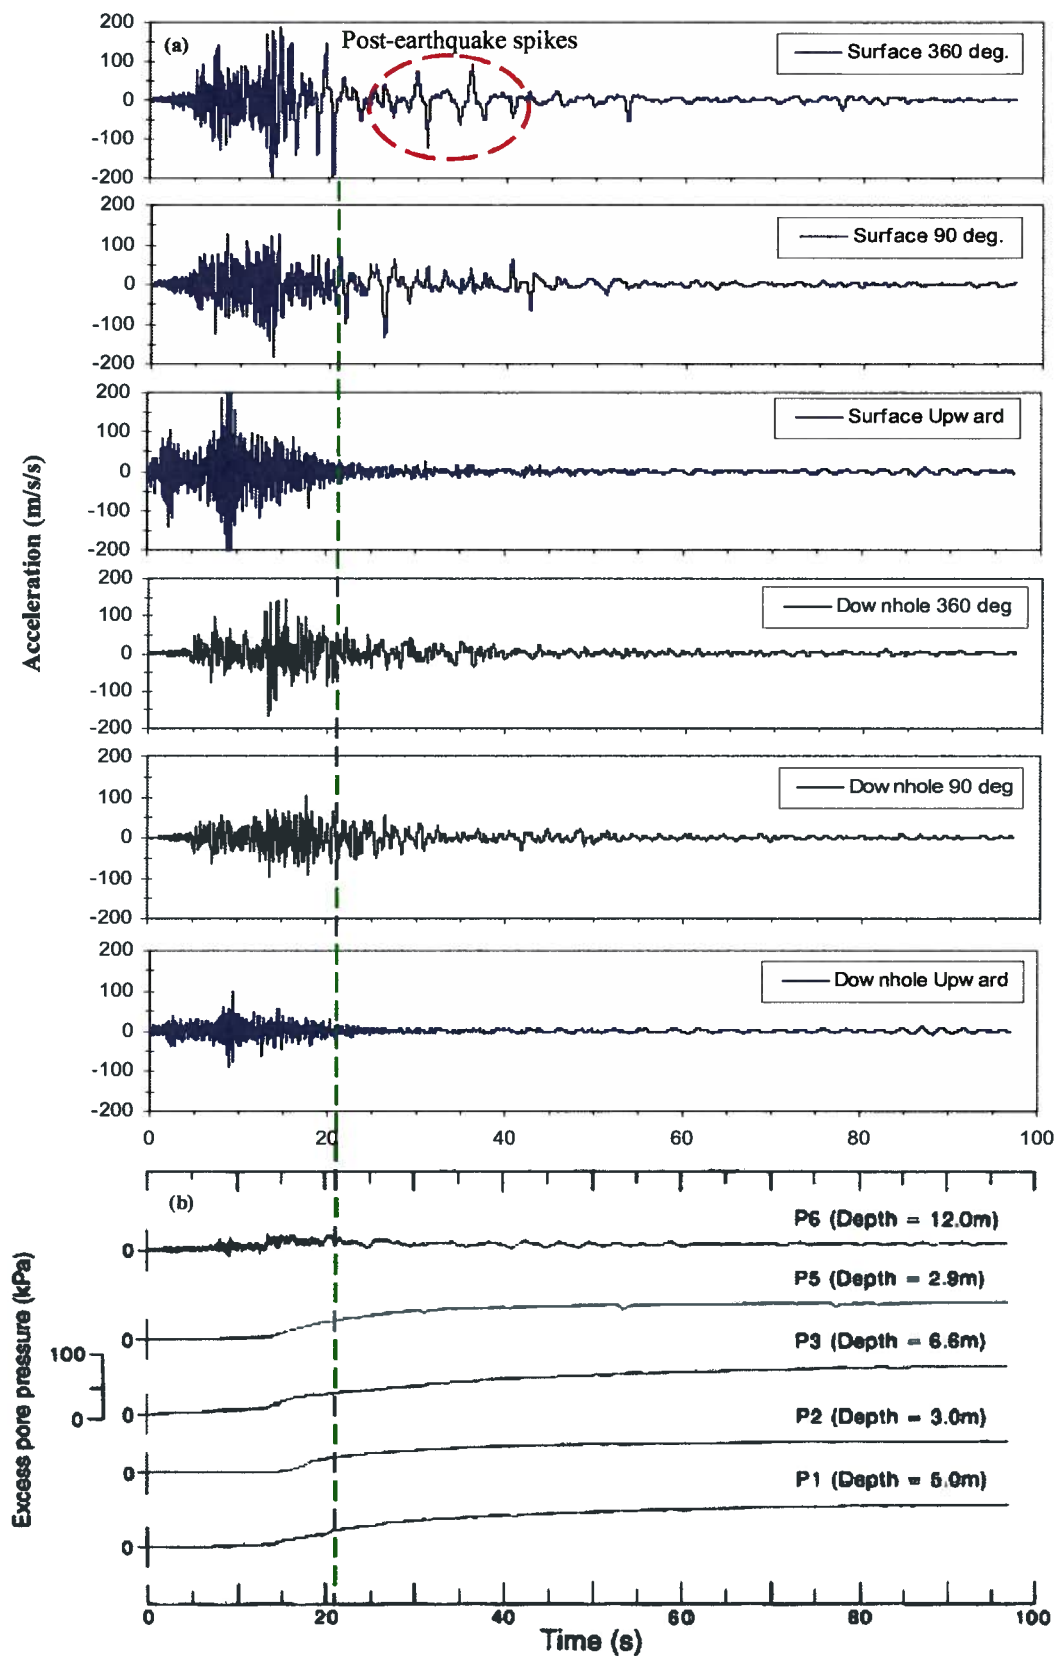 (a)
Post-earthquake spikes
Surface 360 deg.
200
100
0
-100
-200
Surface 90 deg.
200
100
0
-100
-200
Surface Upw ard
200
100
0
-100
-200
Acceleration (m/s/s)
Dow nhole 360 deg
200
100
0
-100
-200
Dow nhole 90 deg
200
100
0
-100
-200
Dow nhole Upw ard
200
100
0
-100
-200
0 20 40 60 80 100
(b)
P6 (Depth = 12.0m)
0
P5 (Depth = 2.9m)
0
P3 (Depth = 6.6m)
0
P2 (Depth = 3.0m)
0
P1 (Depth = 5.0m)
0
100
0
Excess pore pressure (kPa)
0 20 40 60 80 100
Time (s)